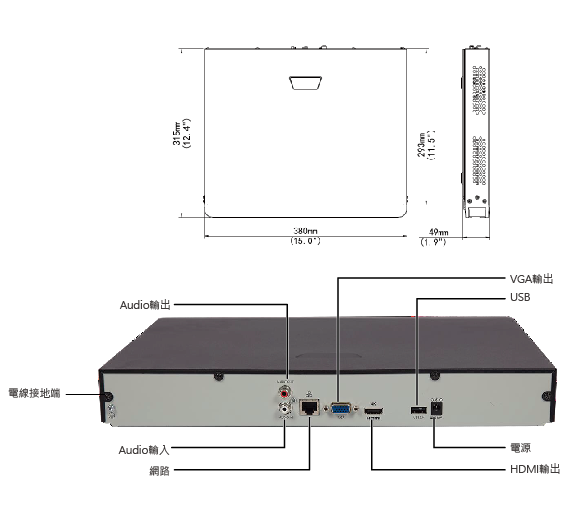 315mm
(12.4")
293mm
(11.5")
380mm
(15.0")
49mm
(1.9")
VGA輸出
USB
Audio輸出
電線接地端
4K
Audio輸入
網路
電源
HDMI輸出